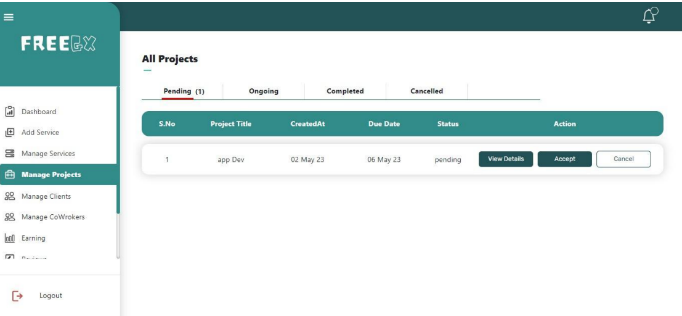 FREEGX
All Projects
Pending (1) Ongoing Completed Cancelled
S.No Project Title CreatedAt Due Date Status Action
1 app Dev 02 May 23 06 May 23 pending View Details Accept Cancel
Dashboard
Add Service
Manage Services
Manage Projects
Manage Clients
Manage CoWrokers
Earning
Logout